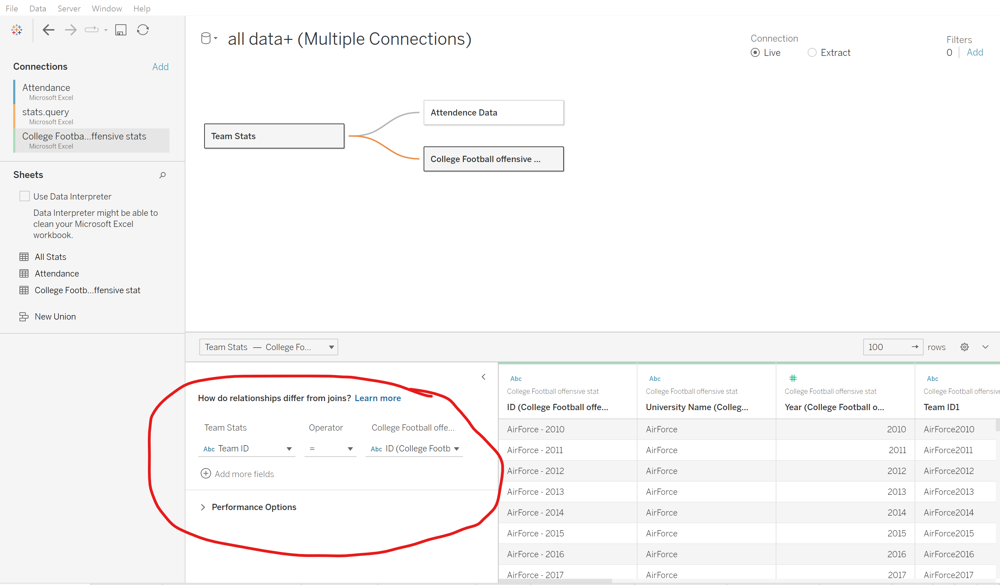 File Data Server Window Help
all data+ (Multiple Connections)
Connection
Live Extract
Filters
0 Add
Connections Add
Attendance
Microsoft Excel
stats.query
Microsoft Excel
College Footba...ffensive stats
Microsoft Excel
Team Stats
Attendence Data
College Football offensive ...
Sheets
Use Data Interpreter
Data Interpreter might be able to
clean your Microsoft Excel
workbook.
All Stats
Attendance
College Footb...ffensive stat
New Union
Team Stats — College Fo...
100 rows
How do relationships differ from joins? Learn more
Team Stats Operator College Football offe...
Abc Team ID = Abc ID (College Footb
Add more fields
Performance Options
Abc Abc # Abc
College Football offensive stat College Football offensive stat College Football offensive stat College Football offensive
ID (College Football offe... University Name (Colleg... Year (College Football o... Team ID1
AirForce - 2010 AirForce 2010 AirForce2010
AirForce - 2011 AirForce 2011 AirForce2011
AirForce - 2012 AirForce 2012 AirForce2012
AirForce - 2013 AirForce 2013 AirForce2013
AirForce - 2014 AirForce 2014 AirForce2014
AirForce - 2015 AirForce 2015 AirForce2015
AirForce - 2016 AirForce 2016 AirForce2016
AirForce - 2017 AirForce 2017 AirForce2017